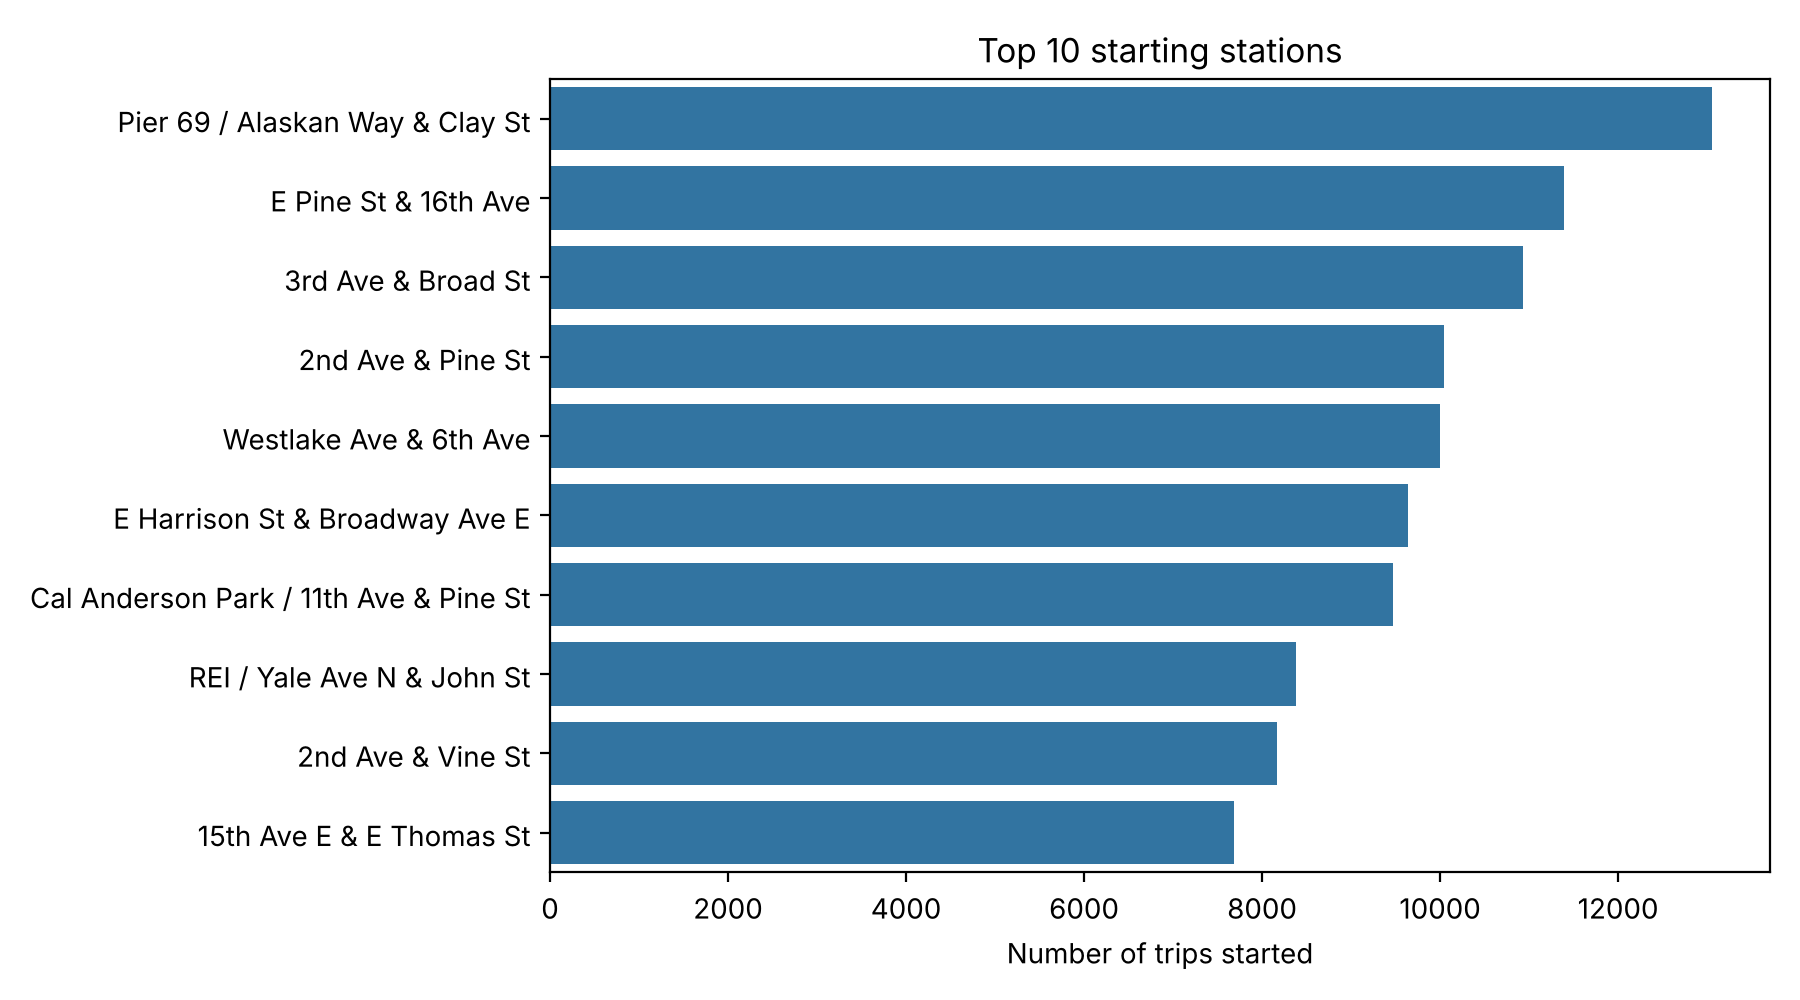 Top 10 starting stations
Pier 69 / Alaskan Way & Clay St
E Pine St & 16th Ave
3rd Ave & Broad St
2nd Ave & Pine St
Westlake Ave & 6th Ave
E Harrison St & Broadway Ave E
Cal Anderson Park / 11th Ave & Pine St
REI / Yale Ave N & John St
2nd Ave & Vine St
15th Ave E & E Thomas St
0 2000 4000 6000 8000 10000 12000
Number of trips started